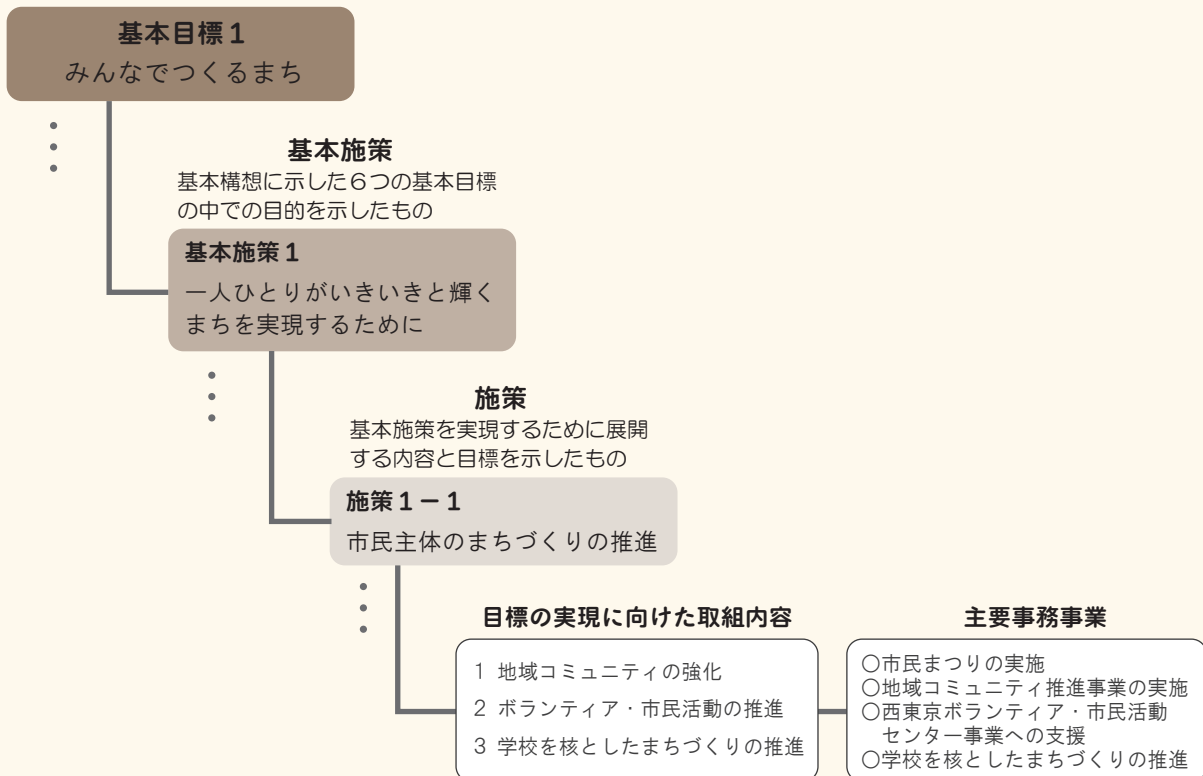 基本目標1
みんなでつくるまち
基本施策
基本構想に示した6つの基本目標
の中での目的を示したもの
基本施策1
一人ひとりがいきいきと輝く
まちを実現するために
施策
基本施策を実現するために展開
する内容と目標を示したもの
施策1-1
市民主体のまちづくりの推進
目標の実現に向けた取組内容
1 地域コミュニティの強化
2 ボランティア・市民活動の推進
3 学校を核としたまちづくりの推進
主要事務事業
○市民まつりの実施
○地域コミュニティ推進事業の実施
○西東京ボランティア・市民活動
センター事業への支援
○学校を核としたまちづくりの推進